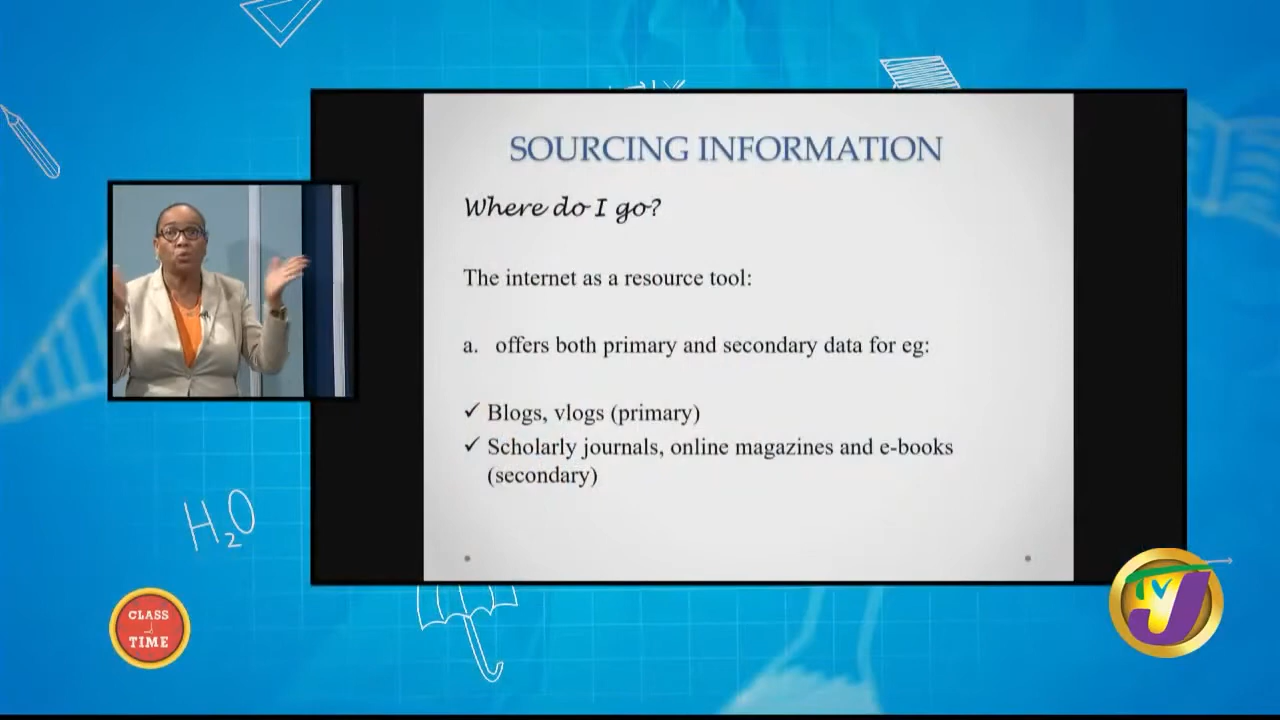 SOURCING INFORMATION
Where do I go?
The internet as a resource tool:
a. offers both primary and secondary data for eg:
✓ Blogs, vlogs (primary)
✓ Scholarly journals, online magazines and e-books
(secondary)
H₂O
CLASS
TIME
TVJ